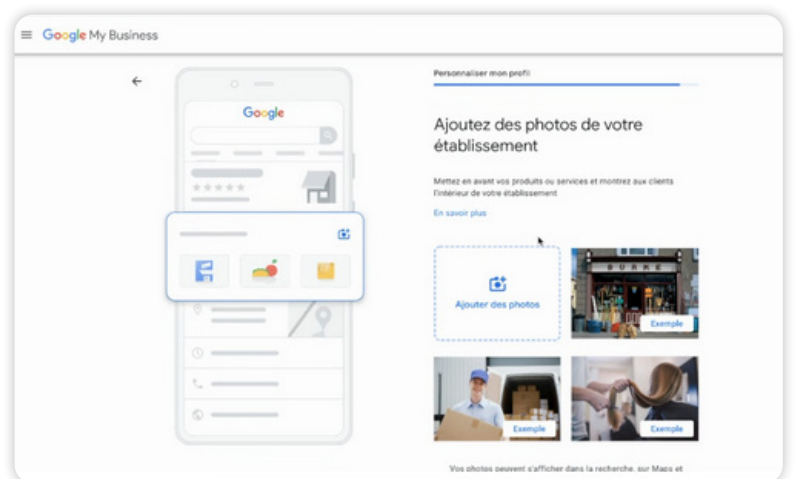 Google My Business
Personnaliser mon profil
Google
Ajoutez des photos de votre
établissement
Mettez en avant vos produits ou services et montrez aux clients
l'intérieur de votre établissement
En savoir plus
BURKE
Ajouter des photos
Exemple
Exemple
Exemple
Vos photos peuvent s'afficher dans la recherche, sur Maps et